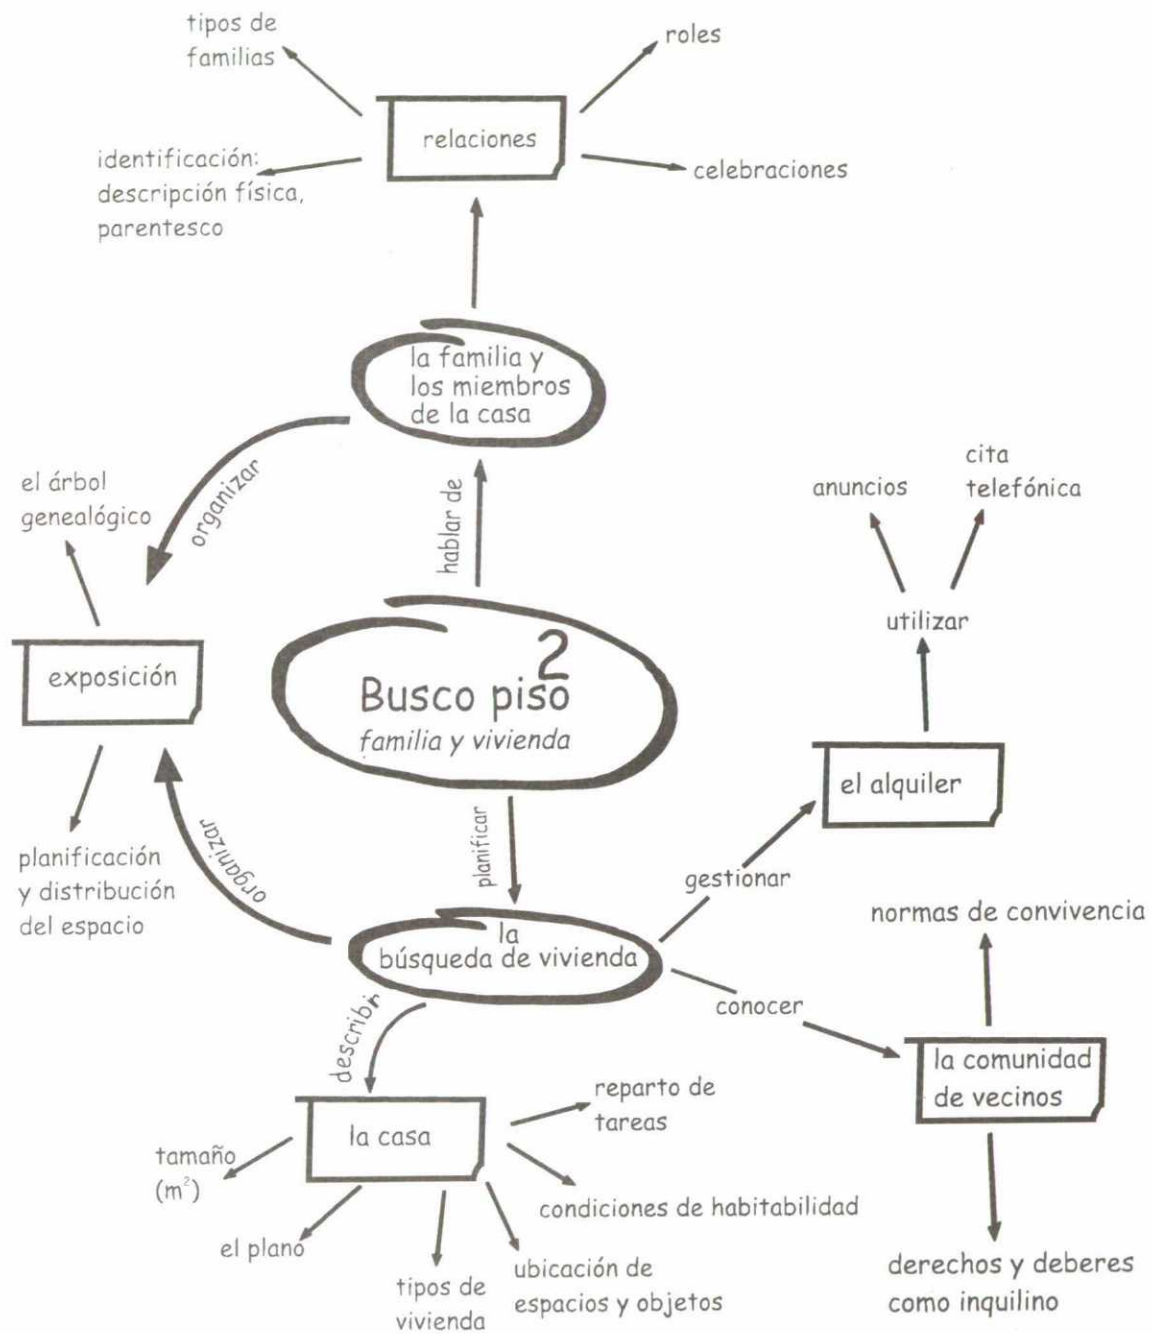 tipos de
familias
roles
relaciones
identificación:
descripción física,
parentesco
celebraciones
la familia y
los miembros
de la casa
organizar
hablar de
el árbol
genealógico
anuncios
cita
telefónica
utilizar
exposición
2
Busco piso
familia y vivienda
el alquiler
planificar
organizar
planificación
y distribución
del espacio
gestionar
la
búsqueda de vivienda
normas de convivencia
conocer
describir
la comunidad
de vecinos
la casa
reparto de
tareas
tamaño
(m²)
condiciones de habitabilidad
el plano
tipos de
vivienda
ubicación de
espacios y objetos
derechos y deberes
como inquilino